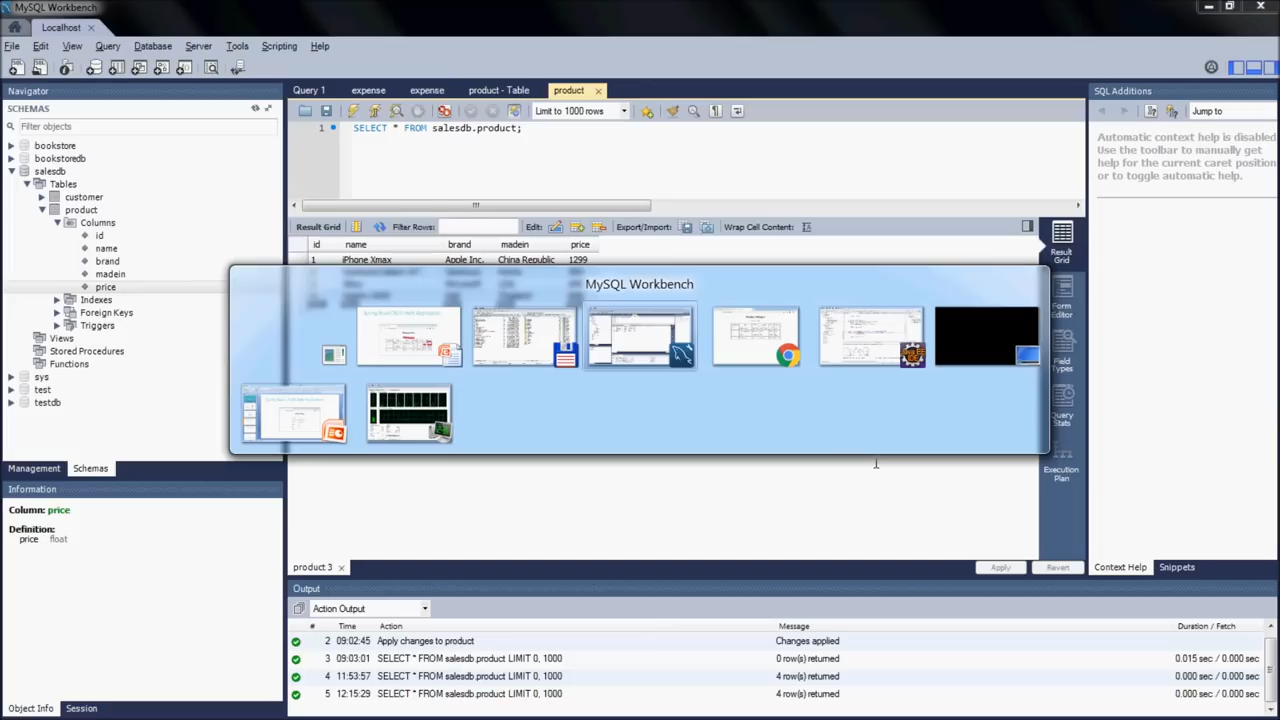 MySQL Workbench
Localhost
File Edit View Query Database Server Tools Scripting Help
Navigator
SCHEMAS
Filter objects
bookstore
bookstoredb
salesdb
Tables
customer
product
Columns
id
name
brand
madein
price
Indexes
Foreign Keys
Triggers
Views
Stored Procedures
Functions
sys
test
testdb
Management Schemas
Information
Column: price
Definition:
price float
Object Info Session
Query 1 expense expense product - Table product
Limit to 1000 rows
1 SELECT * FROM salesdb.product;
Result Grid Filter Rows: Edit: Export/Import: Wrap Cell Content:
id name brand madein price
1 iPhone Xmax Apple Inc. China Republic 1299
MySQL Workbench
Result
Grid
Form
Editor
Field
Types
Query
Stats
Execution
Plan
product 3
Apply Revert
Output
Action Output
# Time Action Message Duration / Fetch
2 09:02:45 Apply changes to product Changes applied
3 09:03:01 SELECT * FROM salesdb.product LIMIT 0, 1000 0 row(s) returned 0.015 sec / 0.000 sec
4 11:53:57 SELECT * FROM salesdb.product LIMIT 0, 1000 4 row(s) returned 0.000 sec / 0.000 sec
5 12:15:29 SELECT * FROM salesdb.product LIMIT 0, 1000 4 row(s) returned 0.000 sec / 0.000 sec
SQL Additions
Jump to
Automatic context help is disabled.
Use the toolbar to manually get
help for the current caret position
or to toggle automatic help.
Context Help Snippets